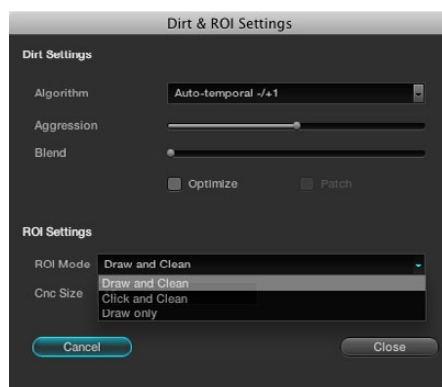 Dirt & ROI Settings
Dirt Settings
Algorithm Auto-temporal -/+1
Aggression
Blend
Optimize Patch
ROI Settings
ROI Mode Draw and Clean
Draw and Clean
Cnc Size Click and Clean
Draw only
Cancel Close